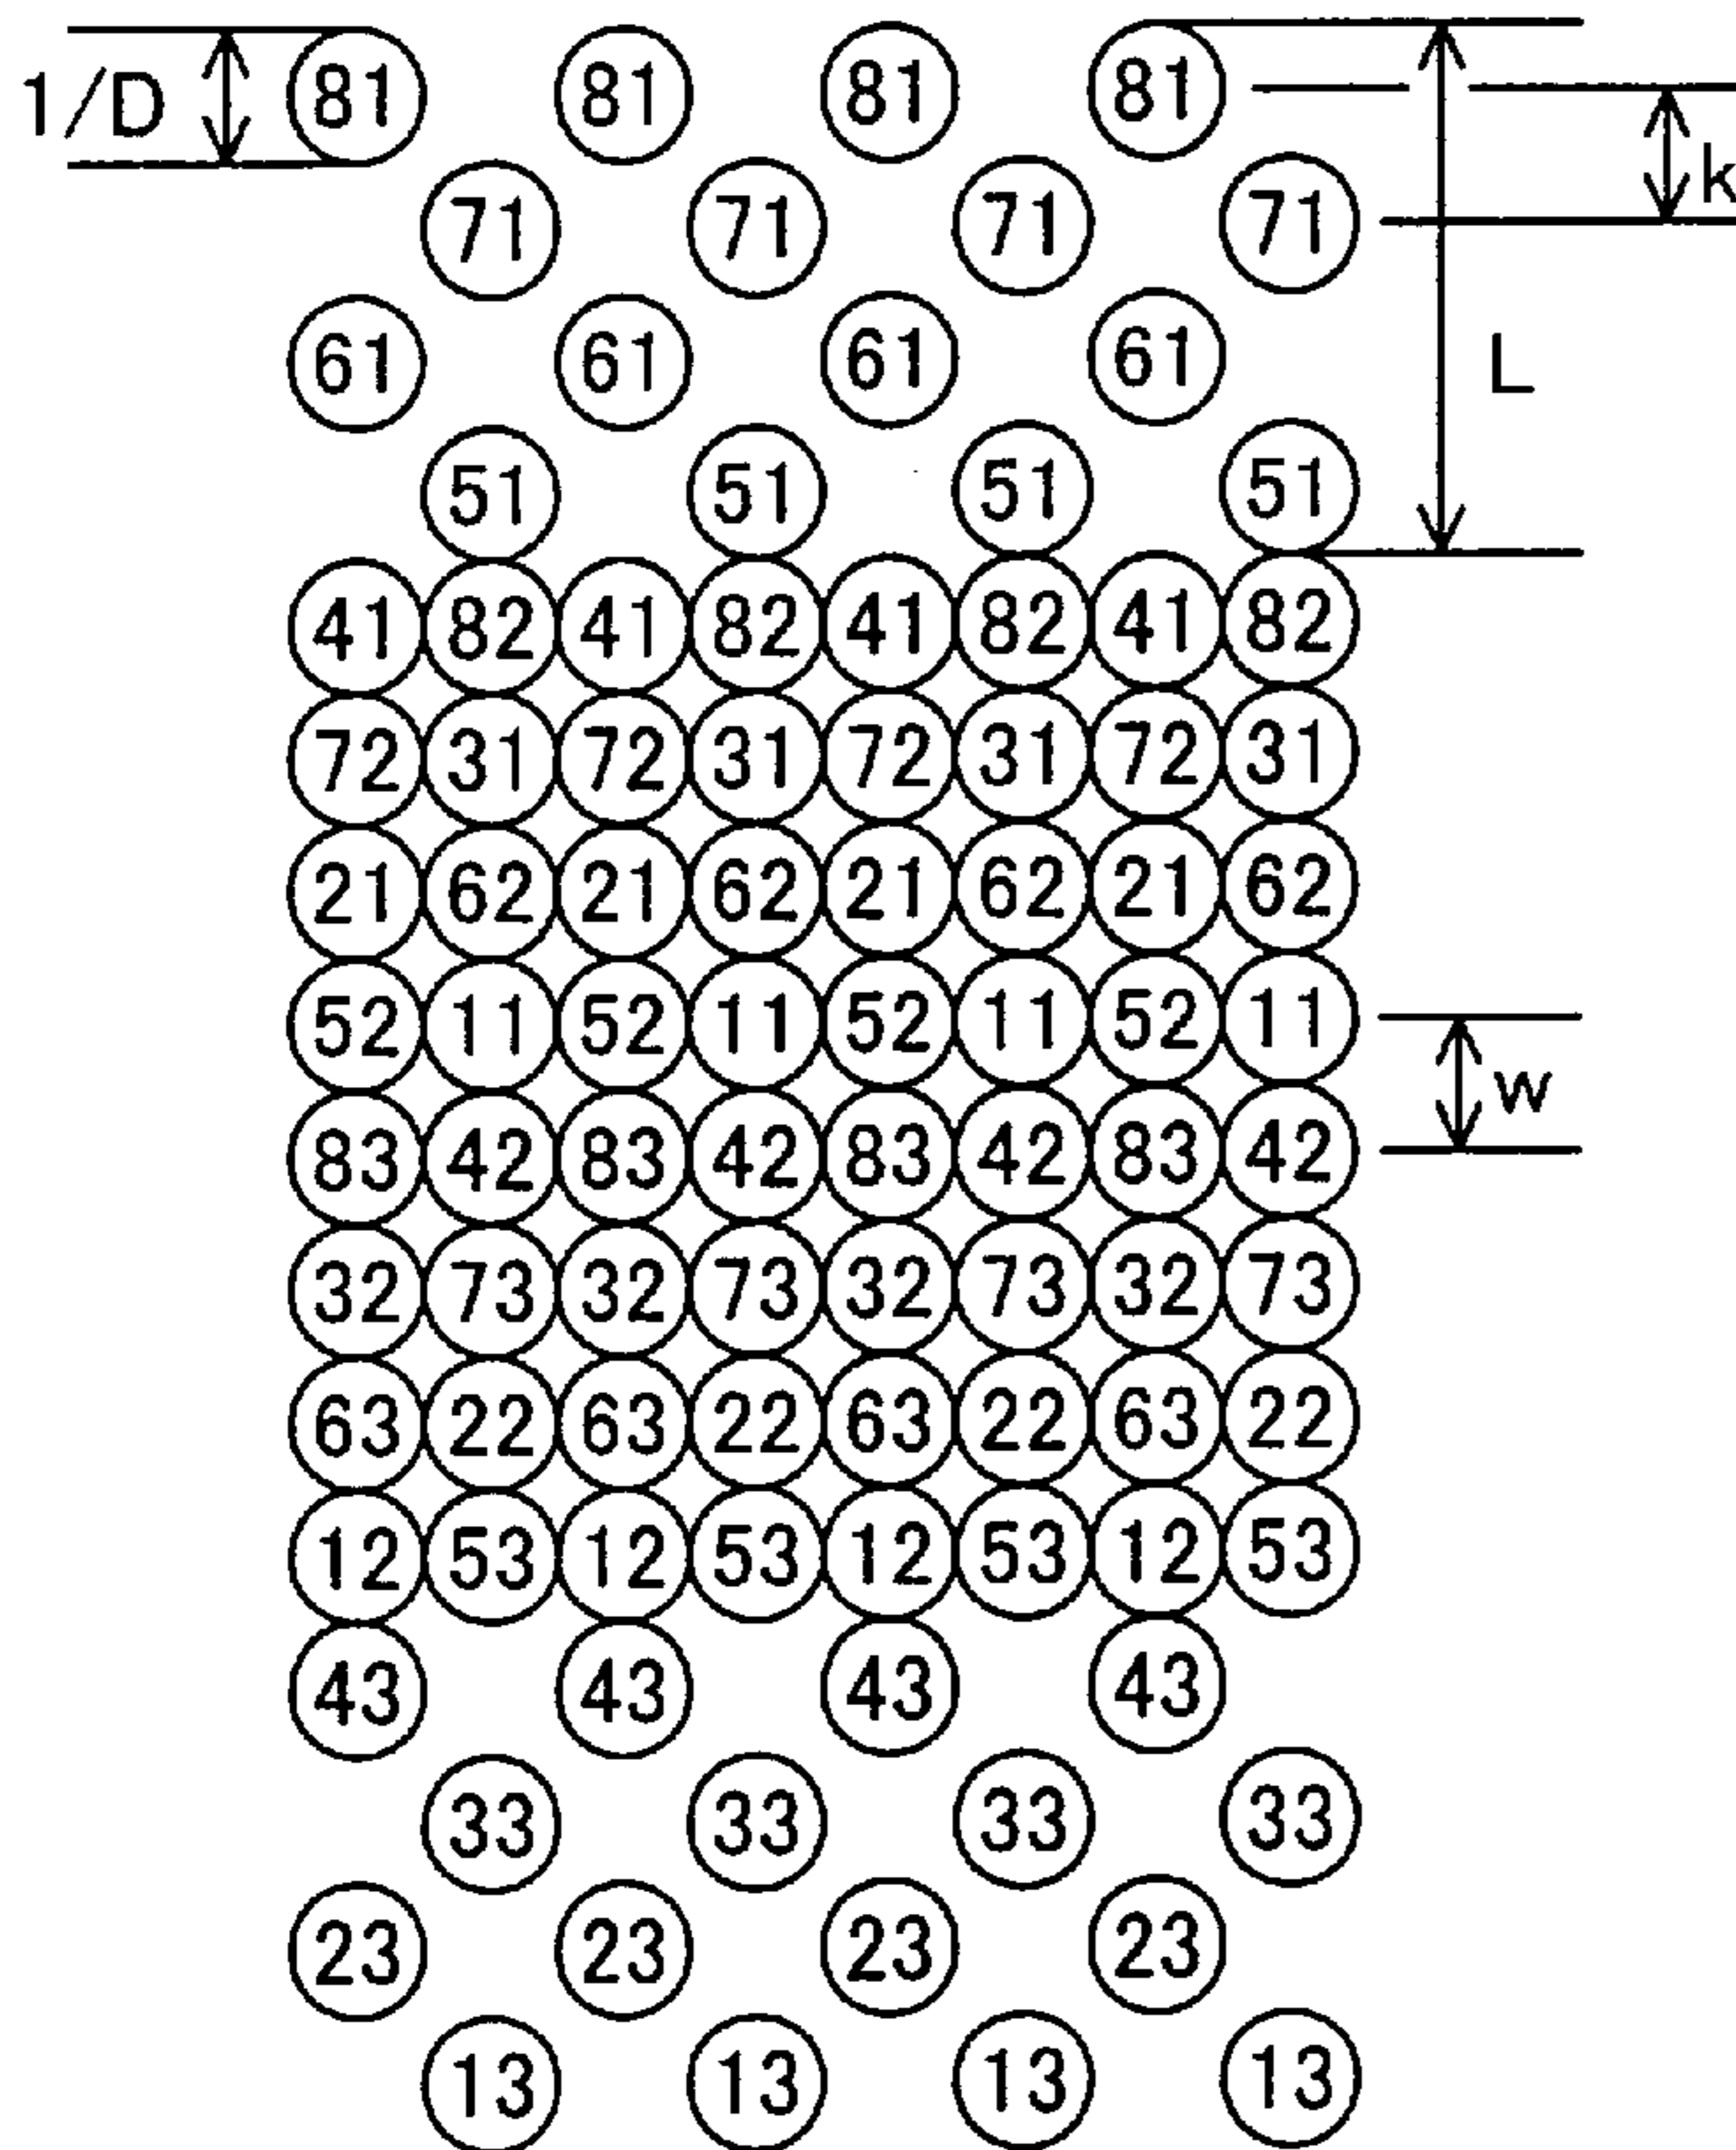 1/D 81 81 81 81
k
71 71 71 71
61 61 61 61 L
51 51 51 51
41 82 41 82 41 82 41 82
72 31 72 31 72 31 72 31
21 62 21 62 21 62 21 62
52 11 52 11 52 11 52 11
w
83 42 83 42 83 42 83 42
32 73 32 73 32 73 32 73
63 22 63 22 63 22 63 22
12 53 12 53 12 53 12 53
43 43 43 43
33 33 33 33
23 23 23 23
13 13 13 13